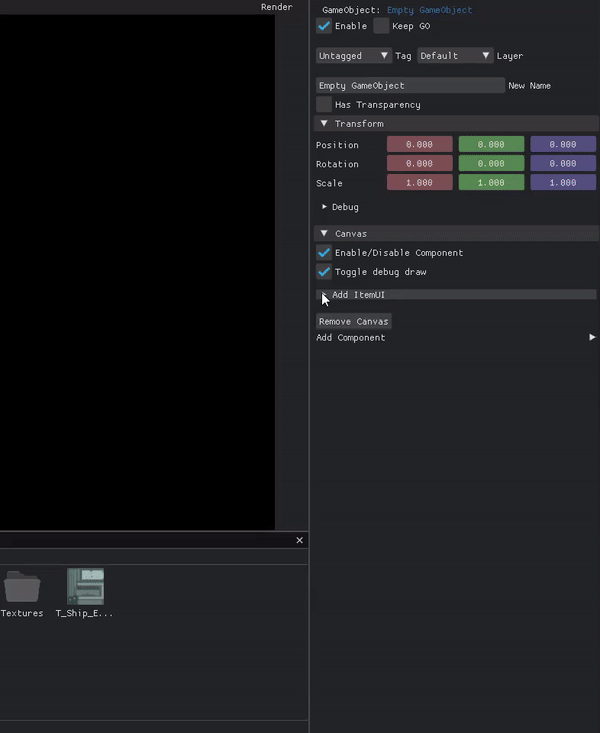 Render
GameObject: Empty GameObject
Enable Keep GO
Untagged Tag Default Layer
Empty GameObject New Name
Has Transparency
Transform
Position 0.000 0.000 0.000
Rotation 0.000 0.000 0.000
Scale 1.000 1.000 1.000
Debug
Canvas
Enable/Disable Component
Toggle debug draw
Add ItemUI
Remove Canvas
Add Component
Textures T_Ship_E...